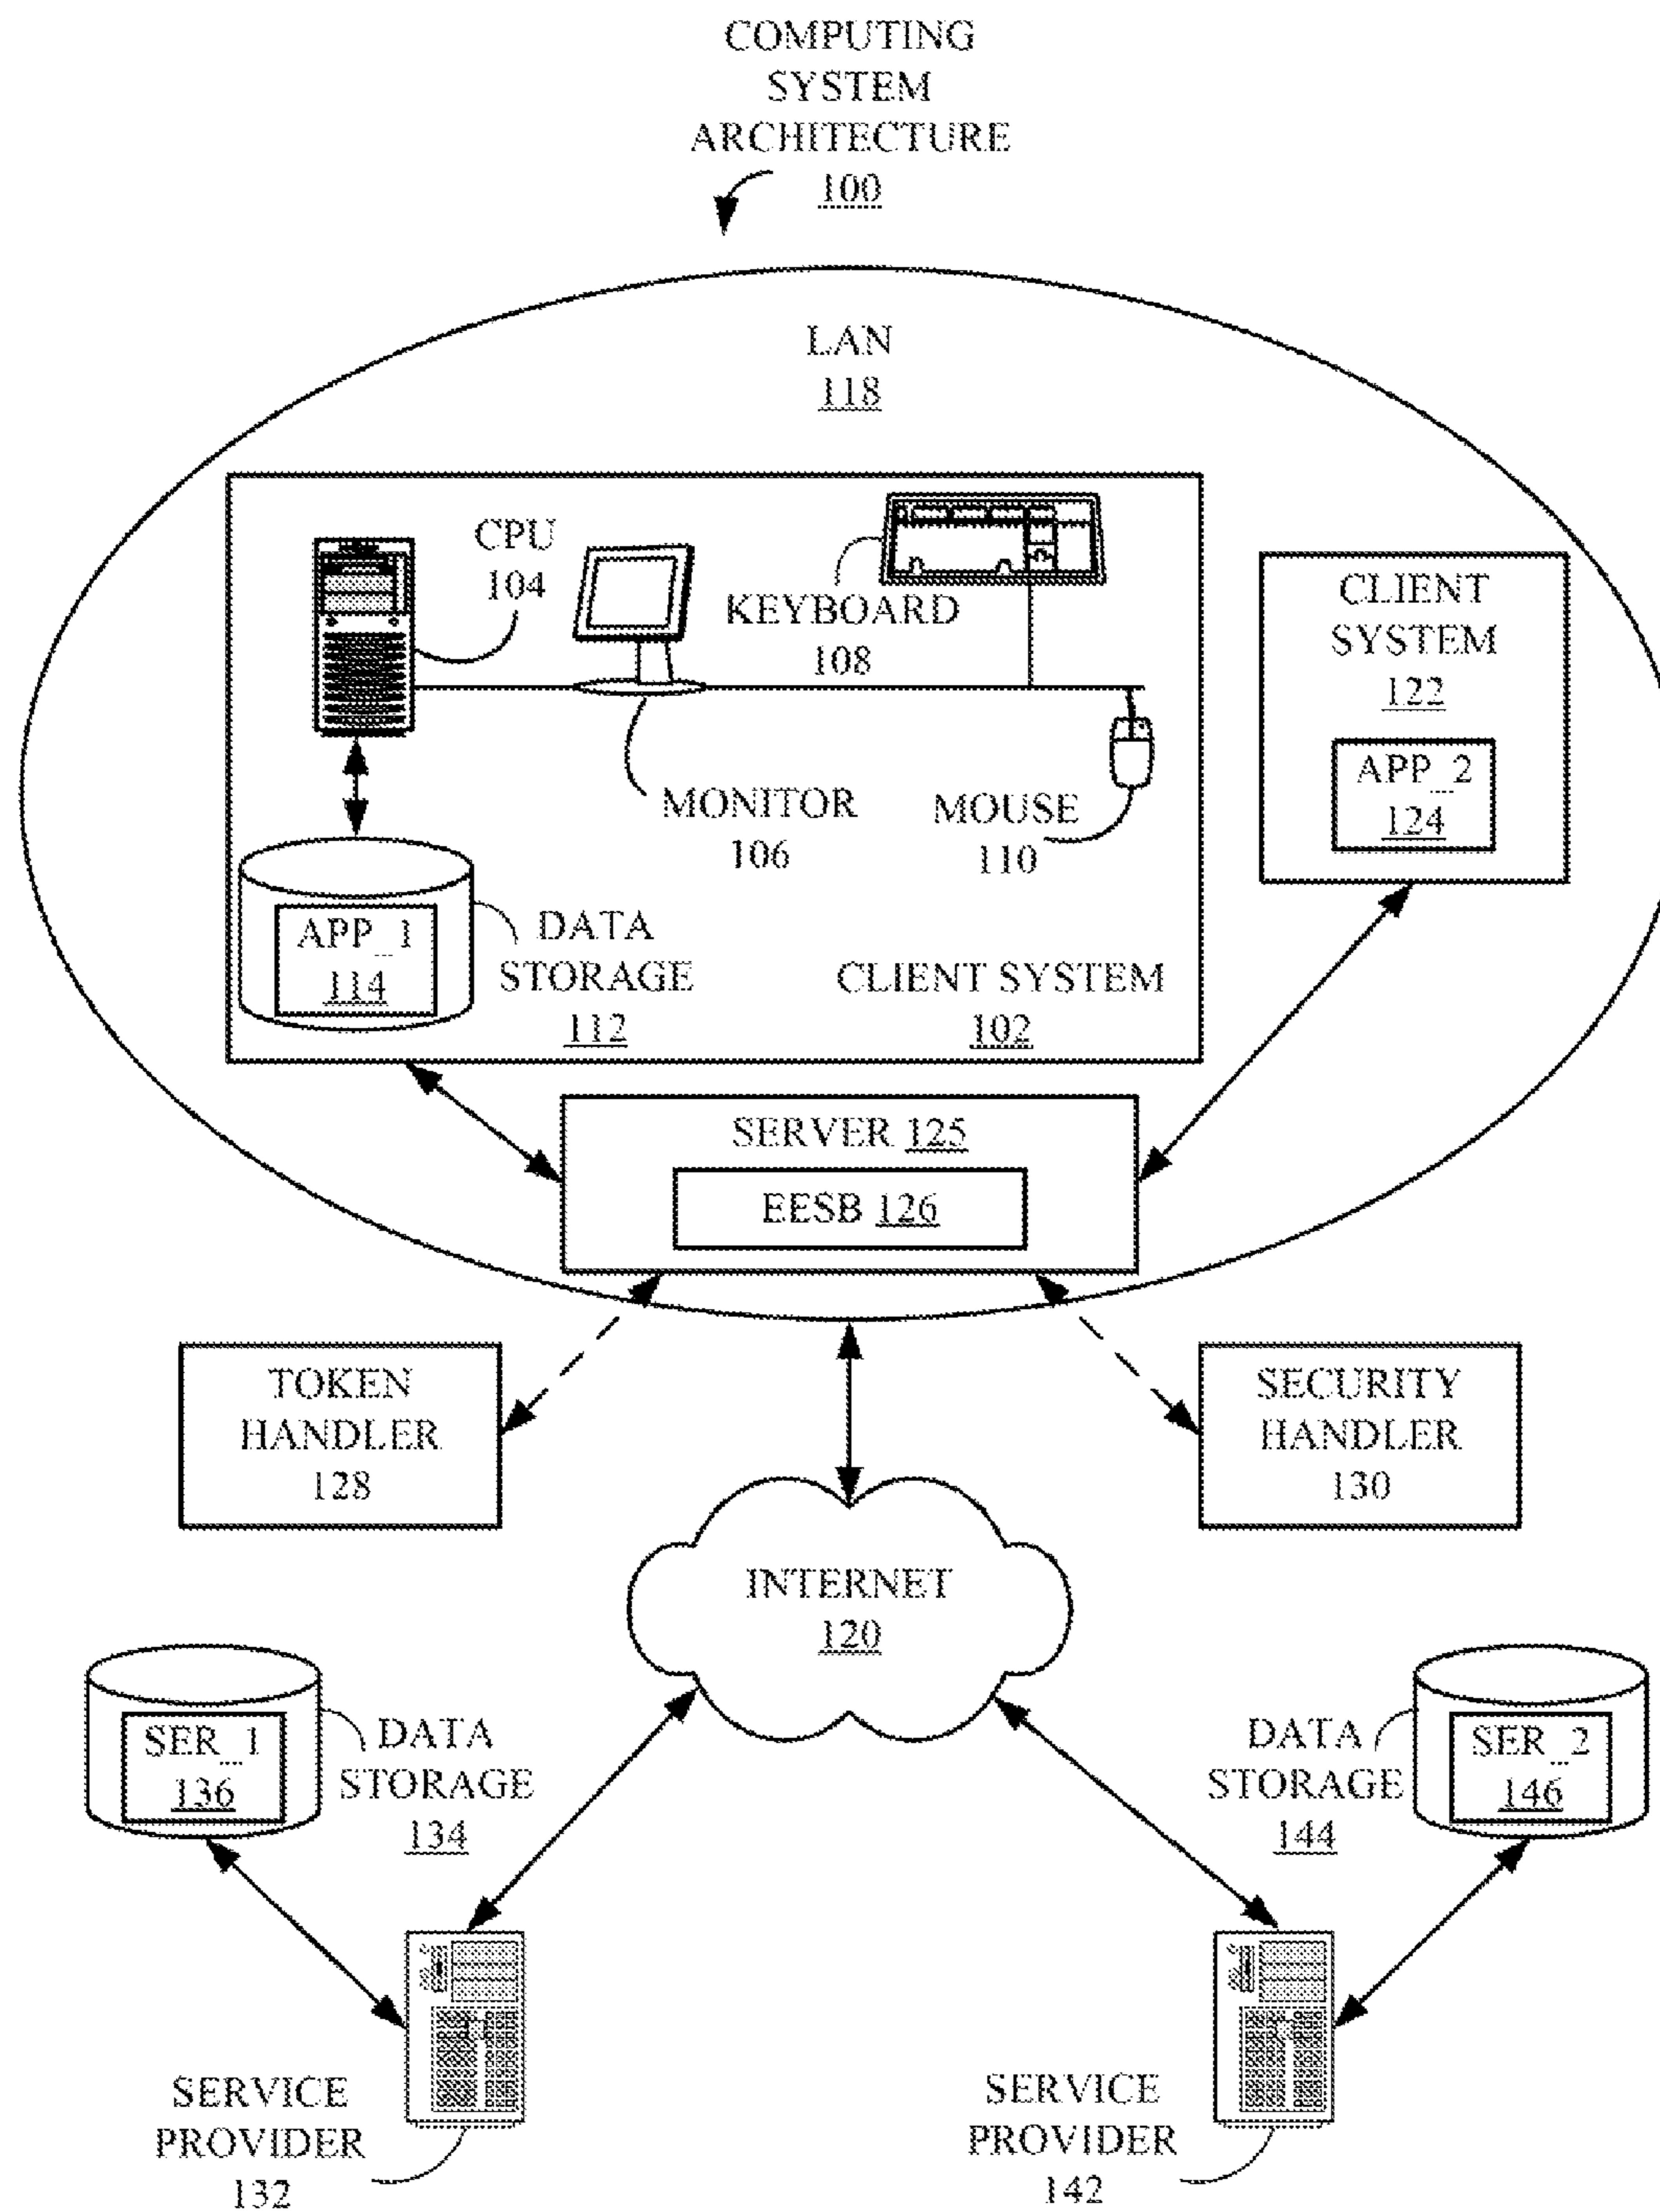 COMPUTING
SYSTEM
ARCHITECTURE
100
LAN
118
CPU
104
KEYBOARD
108
MONITOR
106
MOUSE
110
APP_1
114
DATA
STORAGE
112
CLIENT SYSTEM
102
CLIENT
SYSTEM
122
APP_2
124
SERVER 125
EESB 126
TOKEN
HANDLER
128
SECURITY
HANDLER
130
INTERNET
120
SER_1
136
DATA
STORAGE
134
DATA
STORAGE
144
SER_2
146
SERVICE
PROVIDER
132
SERVICE
PROVIDER
142